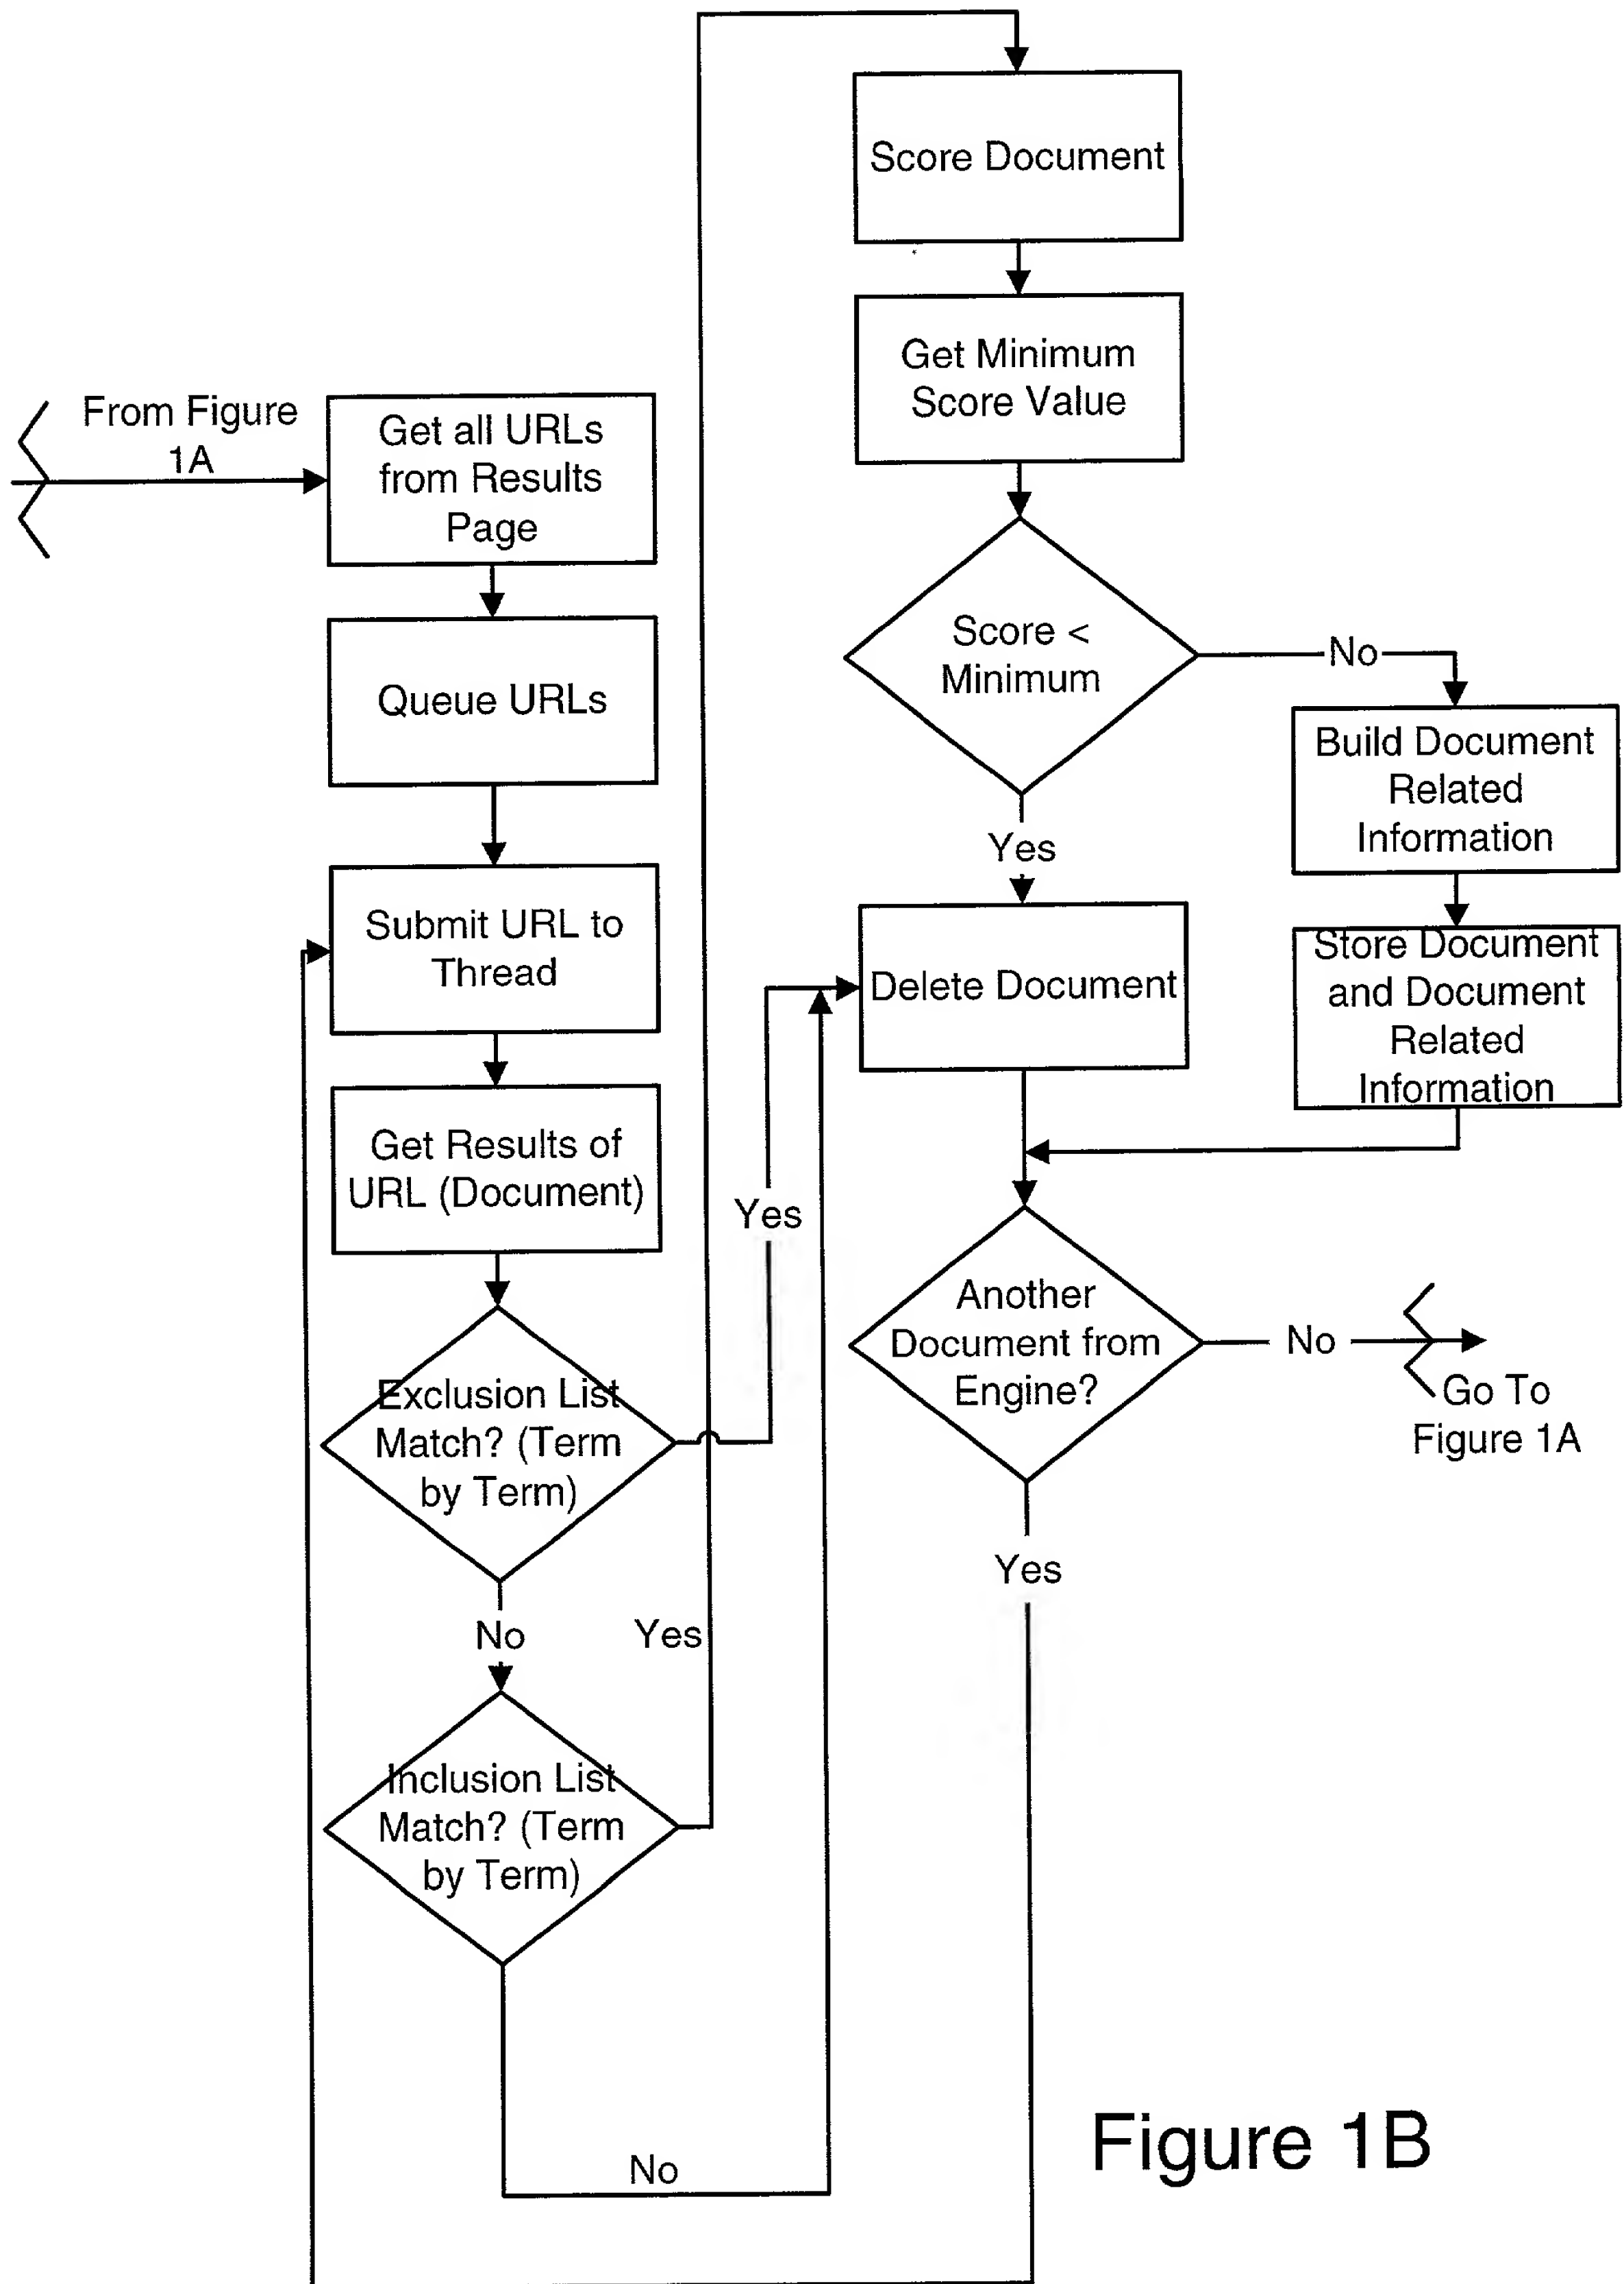 From Figure
1A
Get all URLs
from Results
Page
Queue URLs
Submit URL to
Thread
Get Results of
URL (Document)
Exclusion List
Match? (Term
by Term)
Yes
No
Inclusion List
Match? (Term
by Term)
Yes
No
Score Document
Get Minimum
Score Value
Score <
Minimum
No
Yes
Build Document
Related
Information
Store Document
and Document
Related
Information
Delete Document
Another
Document from
Engine?
No
Go To
Figure 1A
Yes
Figure 1B